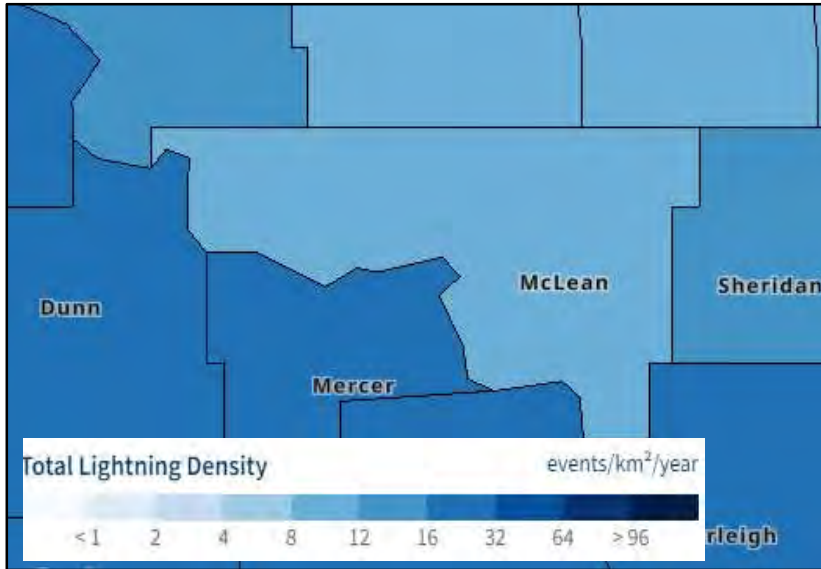 Dunn
McLean
Sheridan
Mercer
Total Lightning Density
events/km²/year
<1 2 4 8 12 16 32 64 >96
rleigh